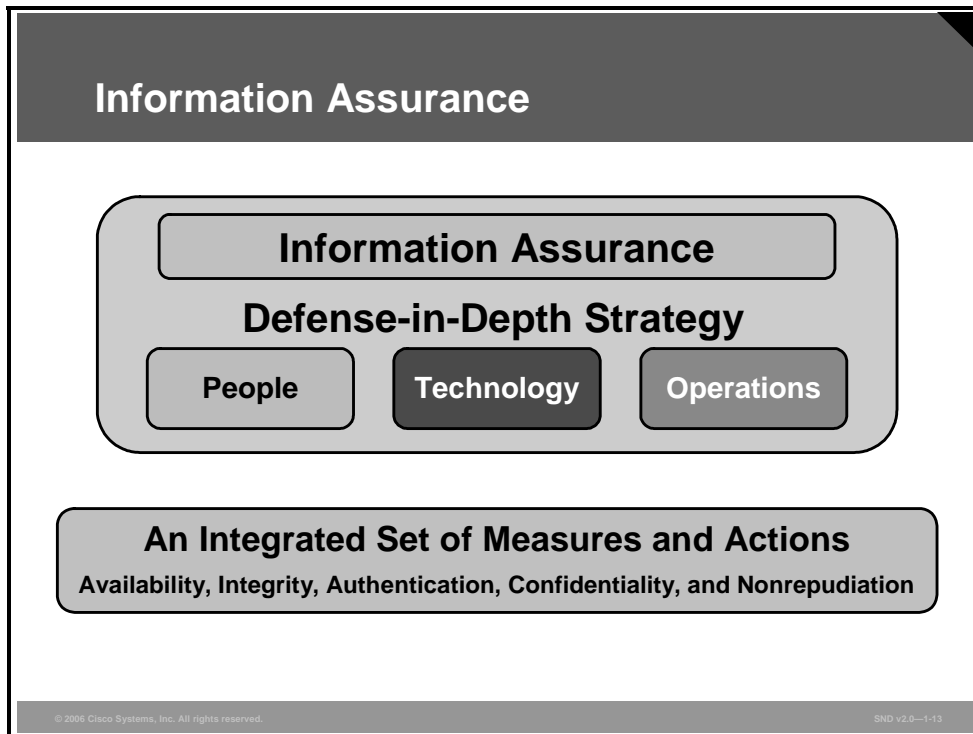 Information Assurance
Information Assurance
Defense-in-Depth Strategy
People
Technology
Operations
An Integrated Set of Measures and Actions
Availability, Integrity, Authentication, Confidentiality, and Nonrepudiation
© 2006 Cisco Systems, Inc. All rights reserved.
SND v2.0—1-13